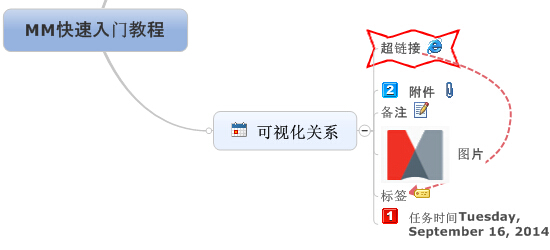 MM快速入门教程
超链接
2 附件
备注
可视化关系
图片
标签
1 任务时间Tuesday,
September 16, 2014